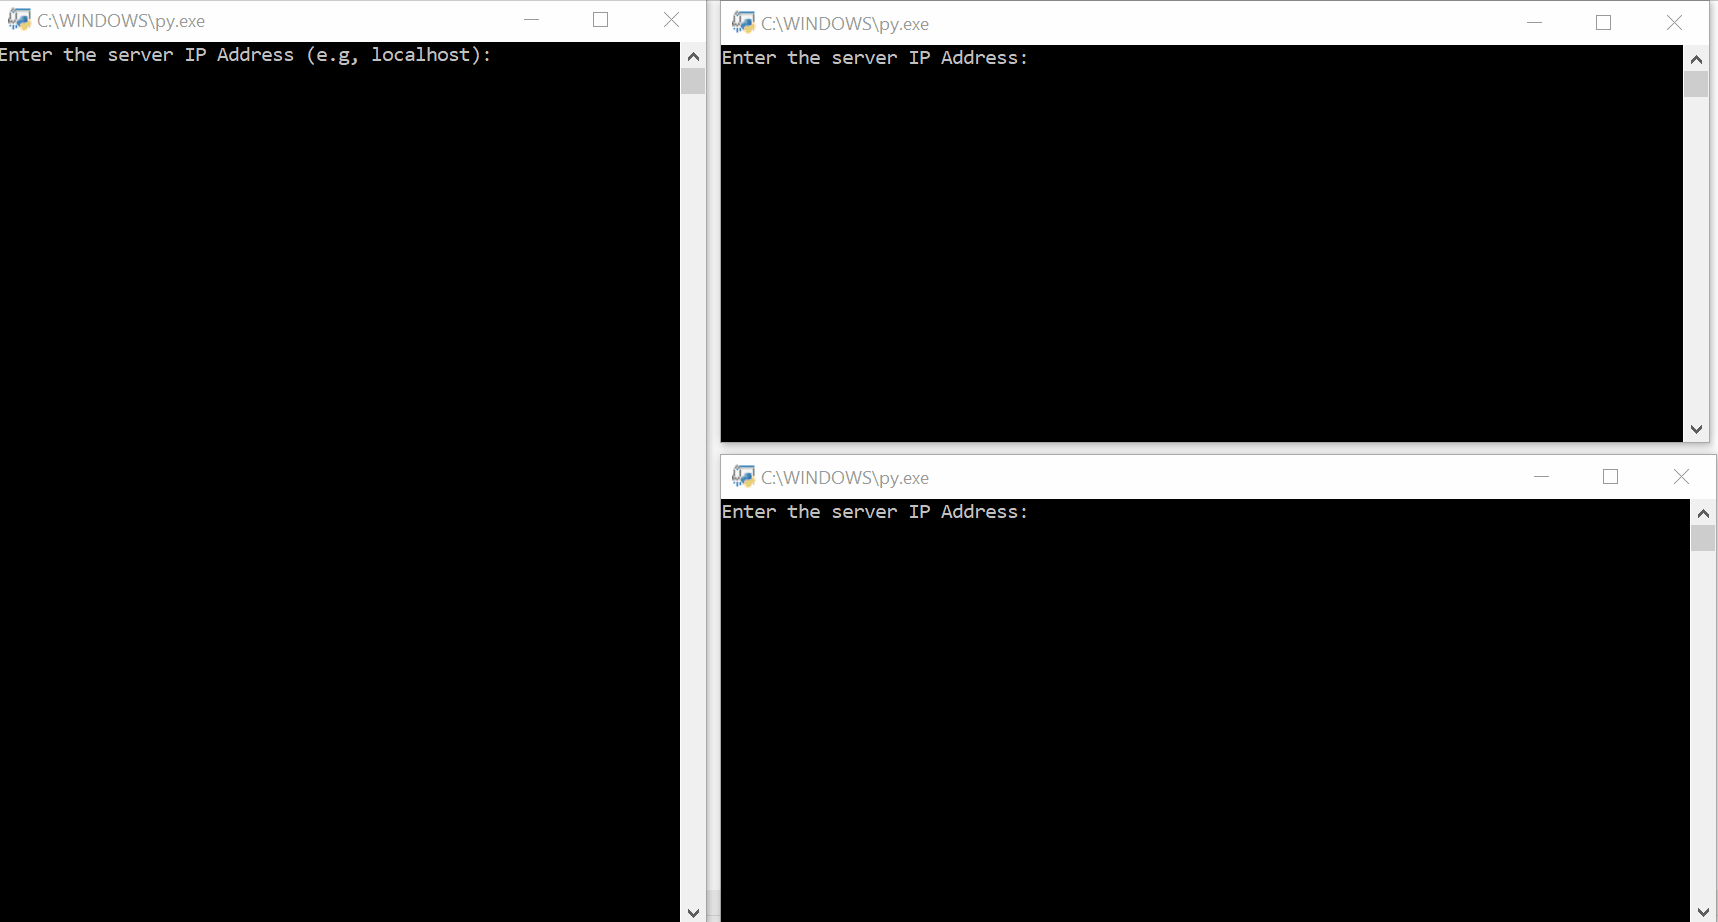 C:\WINDOWS\py.exe
Enter the server IP Address (e.g, localhost):
C:\WINDOWS\py.exe
Enter the server IP Address:
C:\WINDOWS\py.exe
Enter the server IP Address: